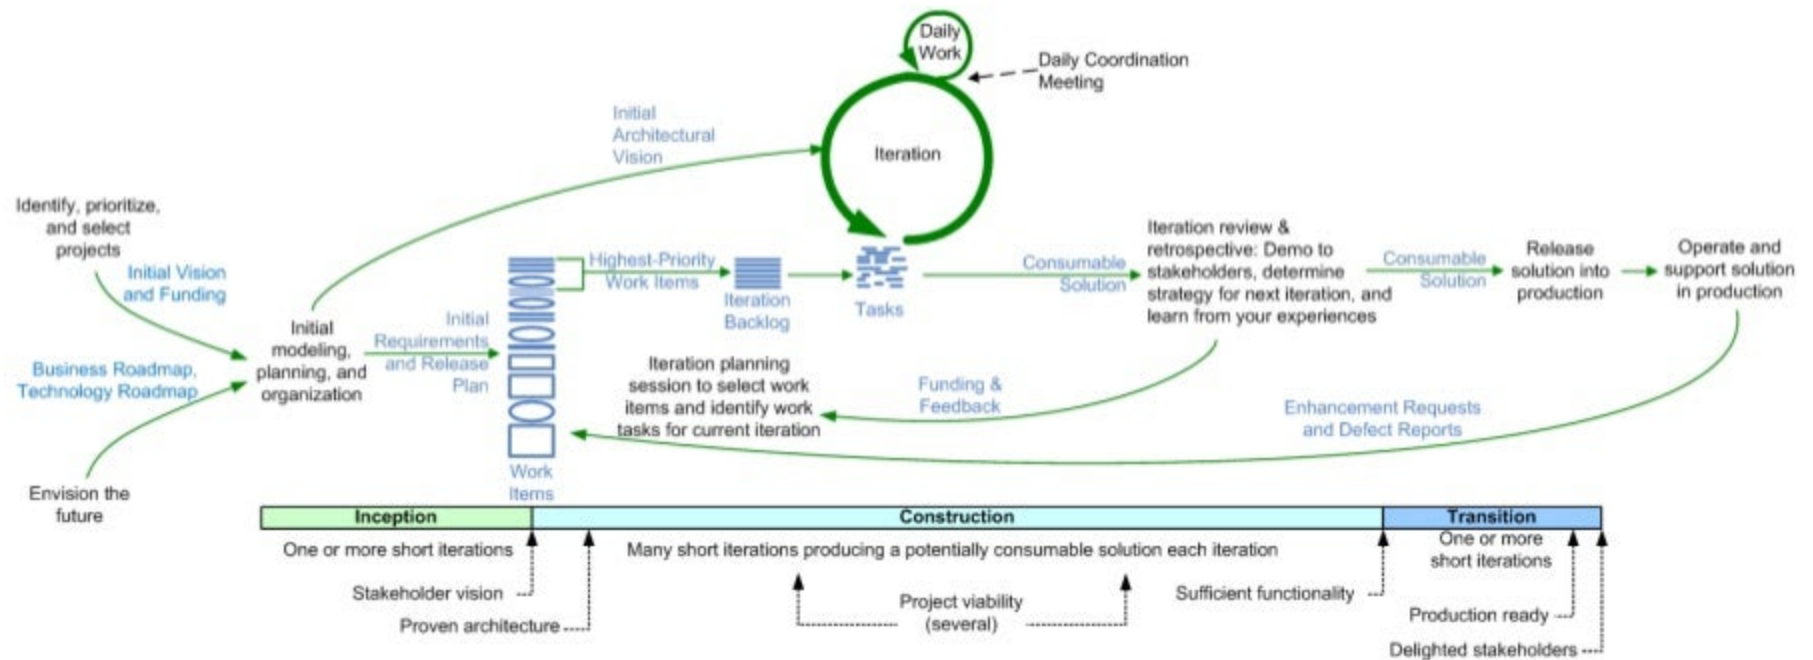 Daily
Work
Daily Coordination
Meeting
Initial
Architectural
Vision
Iteration
Identify, prioritize,
and select
projects
Initial Vision
and Funding
Business Roadmap,
Technology Roadmap
Envision the
future
Initial
modeling,
planning, and
organization
Initial
Requirements
and Release
Plan
Work
Items
Highest-Priority
Work Items
Iteration
Backlog
Tasks
Consumable
Solution
Iteration review &
retrospective: Demo to
stakeholders, determine
strategy for next iteration, and
learn from your experiences
Consumable
Solution
Release
solution into
production
Operate and
support solution
in production
Iteration planning
session to select work
items and identify work
tasks for current iteration
Funding &
Feedback
Enhancement Requests
and Defect Reports
Inception
Construction
Transition
One or more short iterations
Many short iterations producing a potentially consumable solution each iteration
One or more
short iterations
Stakeholder vision
Proven architecture
Project viability
(several)
Sufficient functionality
Production ready
Delighted stakeholders